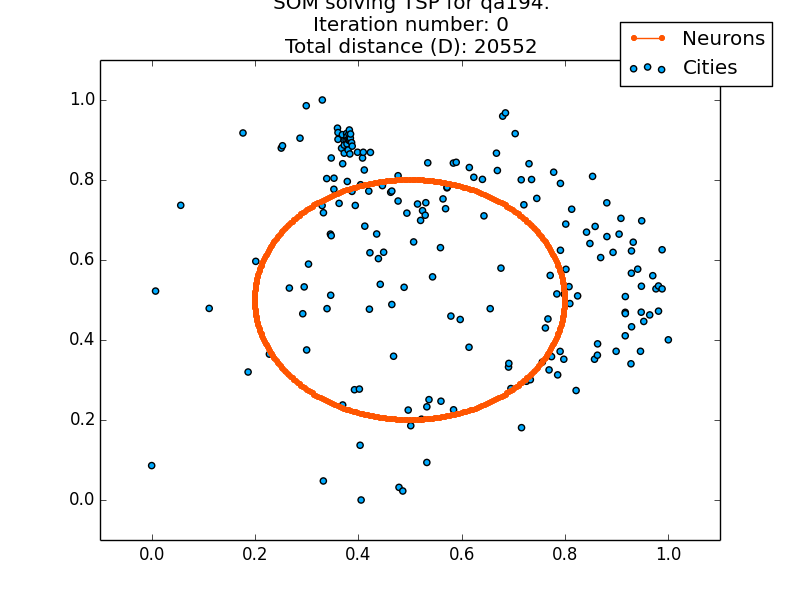 SOM solving TSP for qa194.
Iteration number: 0
Total distance (D): 20552
Neurons
Cities
1.0
0.8
0.6
0.4
0.2
0.0
0.0 0.2 0.4 0.6 0.8 1.0